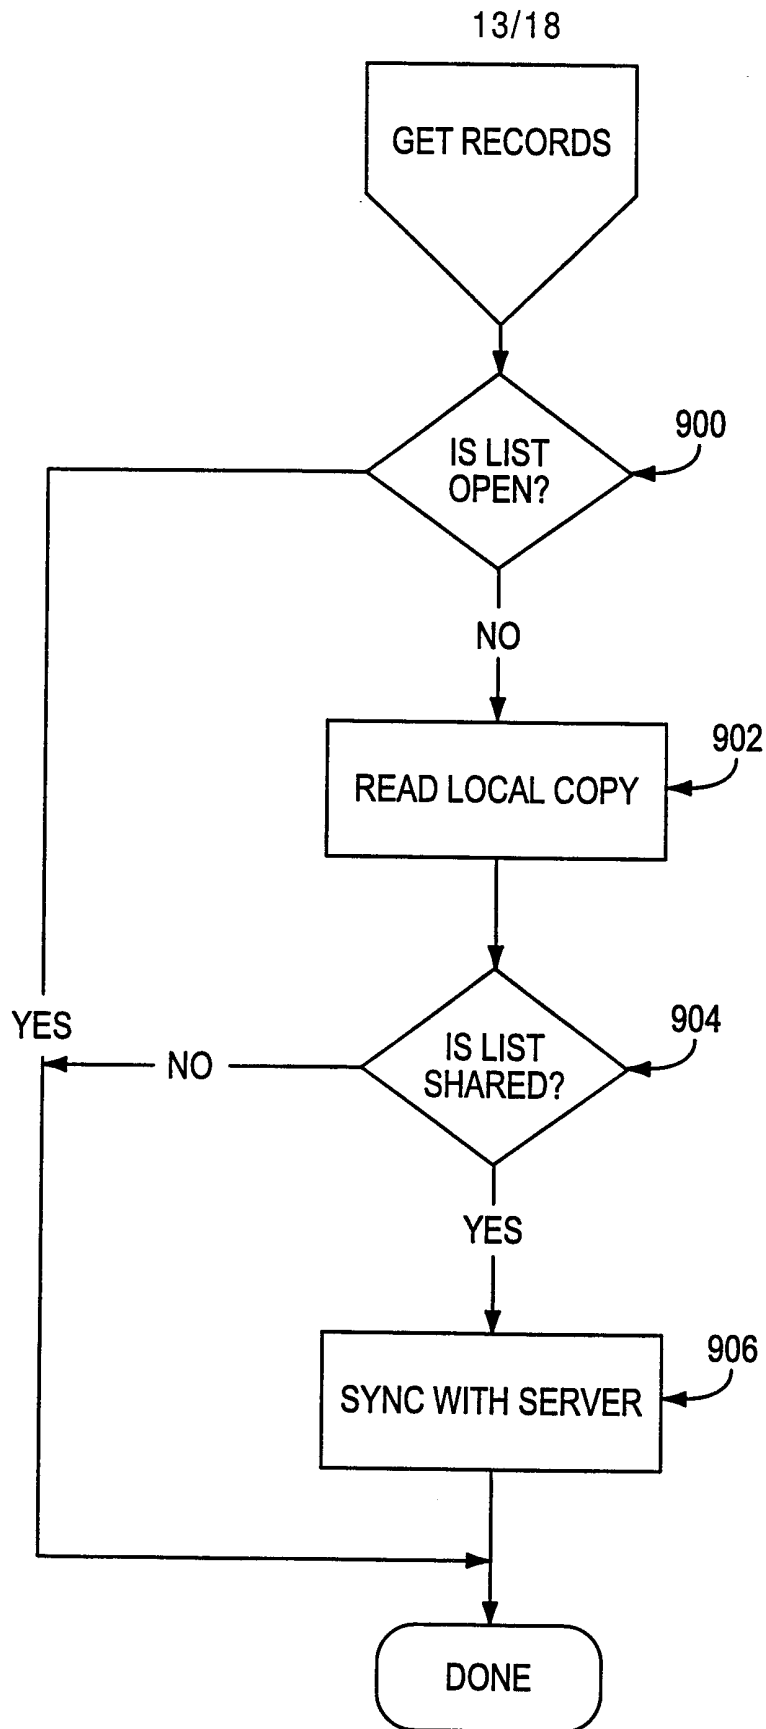 13/18
GET RECORDS
IS LIST
OPEN?
900
NO
READ LOCAL COPY
902
YES
NO
IS LIST
SHARED?
904
YES
SYNC WITH SERVER
906
DONE